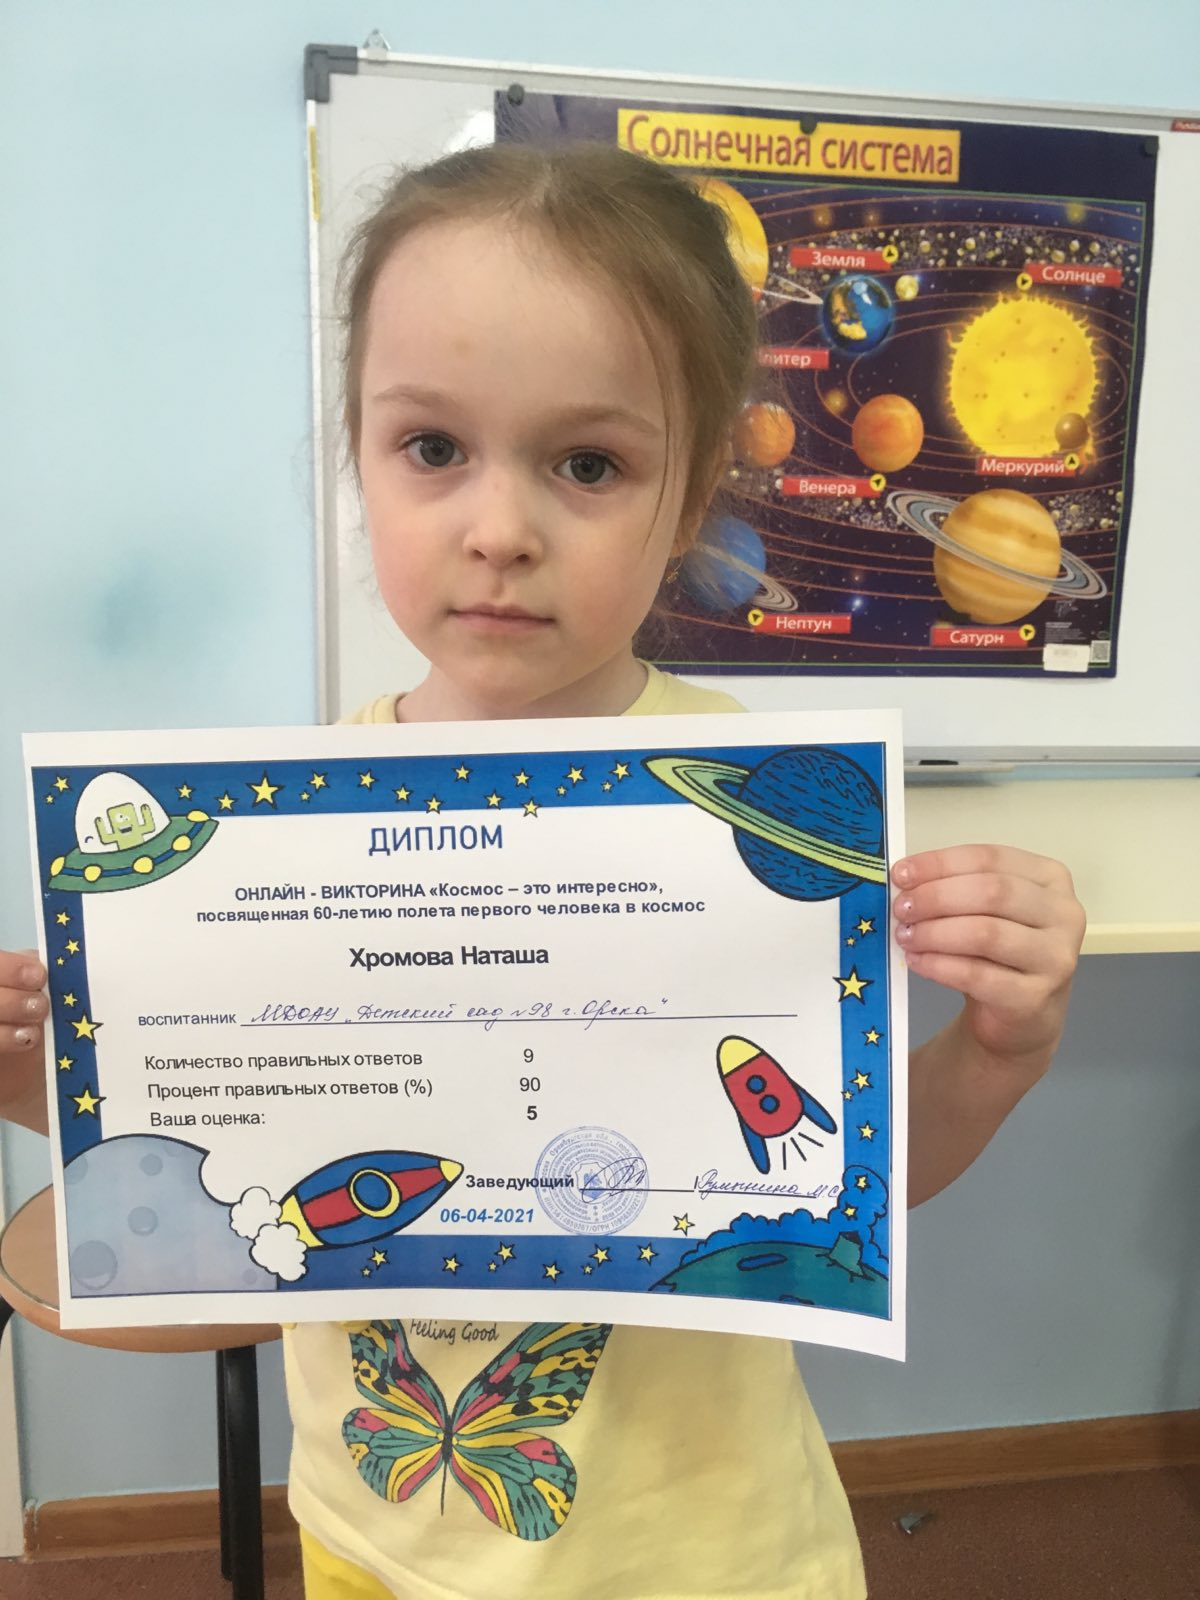 Солнечная система
Земля
Солнце
Меркурий
Венера
Нептун
Сатурн
ДИПЛОМ
ОНЛАЙН - ВИКТОРИНА «Космос – это интересно»,
посвященная 60-летию полета первого человека в космос
Хромова Наташа
воспитанник МДОАУ „Детский сад №98 г. Орска"
Количество правильных ответов 9
Процент правильных ответов (%) 90
Ваша оценка: 5
Заведующий
06-04-2021
Feeling Good